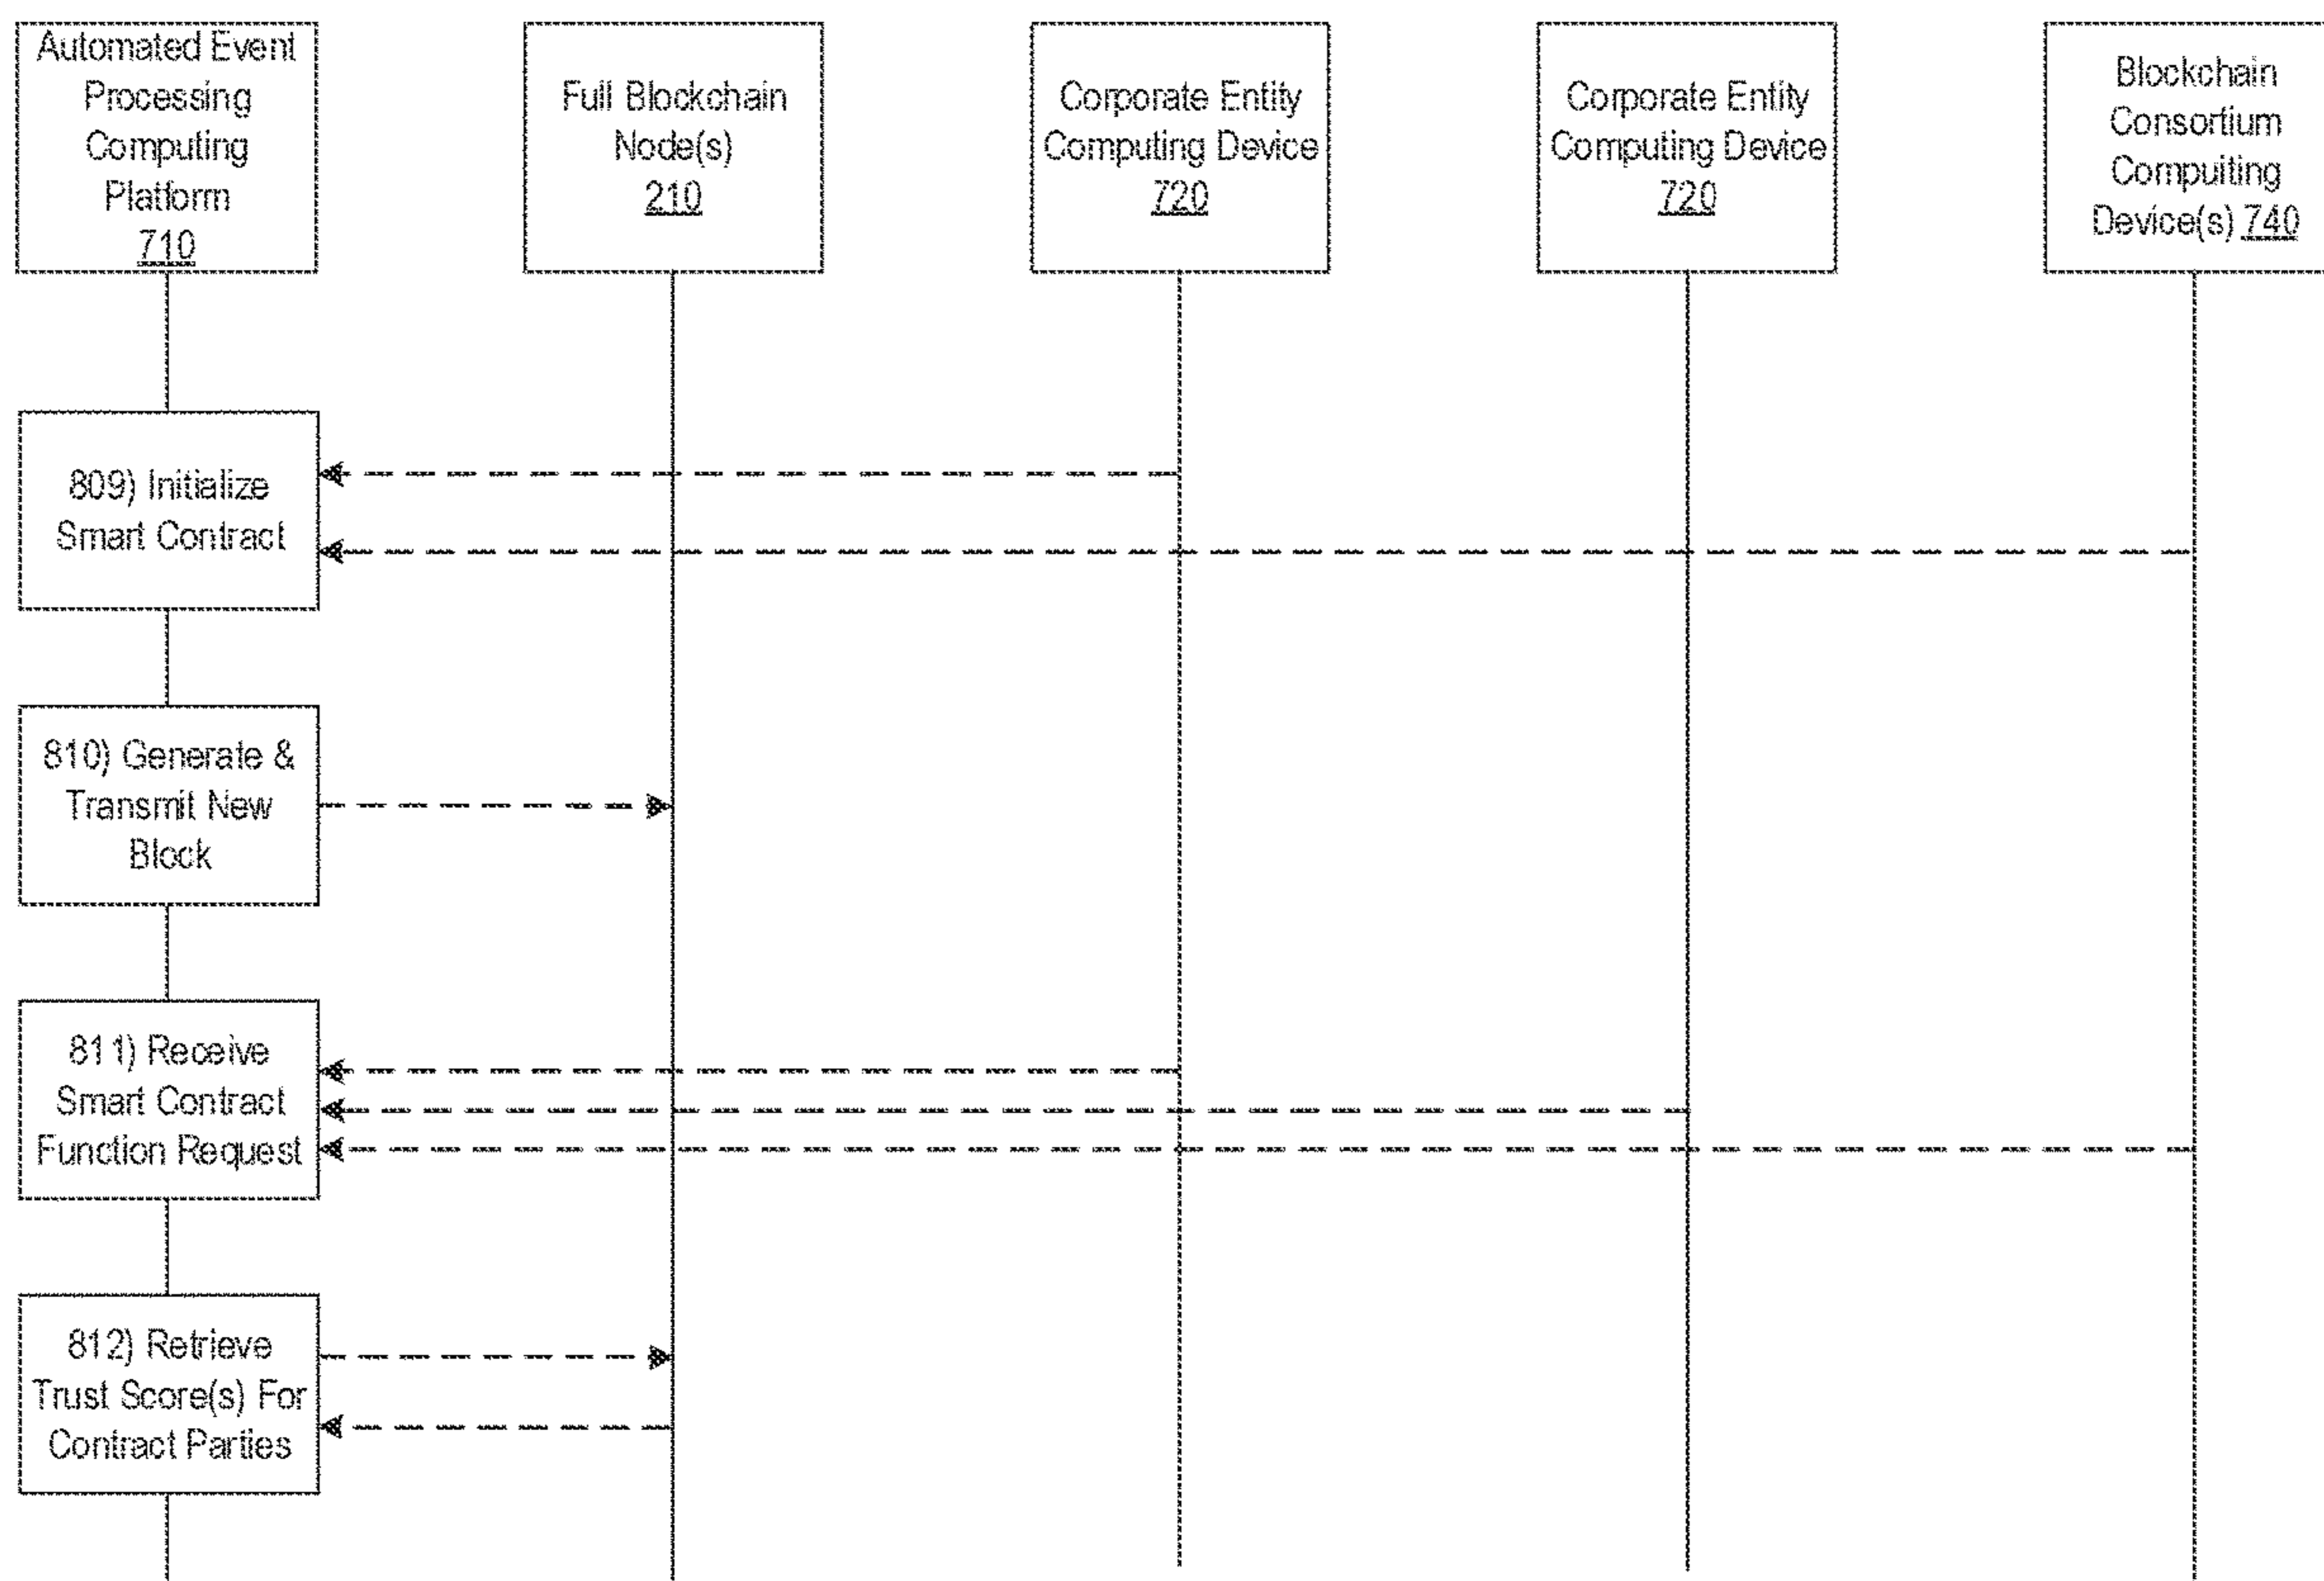 Automated Event
Processing
Computing
Platform
710
Full Blockchain
Node(s)
210
Corporate Entity
Computing Device
720
Corporate Entity
Computing Device
720
Blockchain
Consortium
Compuiting
Device(s) 740
809) Initialize
Smart Contract
810) Generate &
Transmit New
Block
811) Receive
Smart Contract
Function Request
812) Retrieve
Trust Score(s) For
Contract Parties